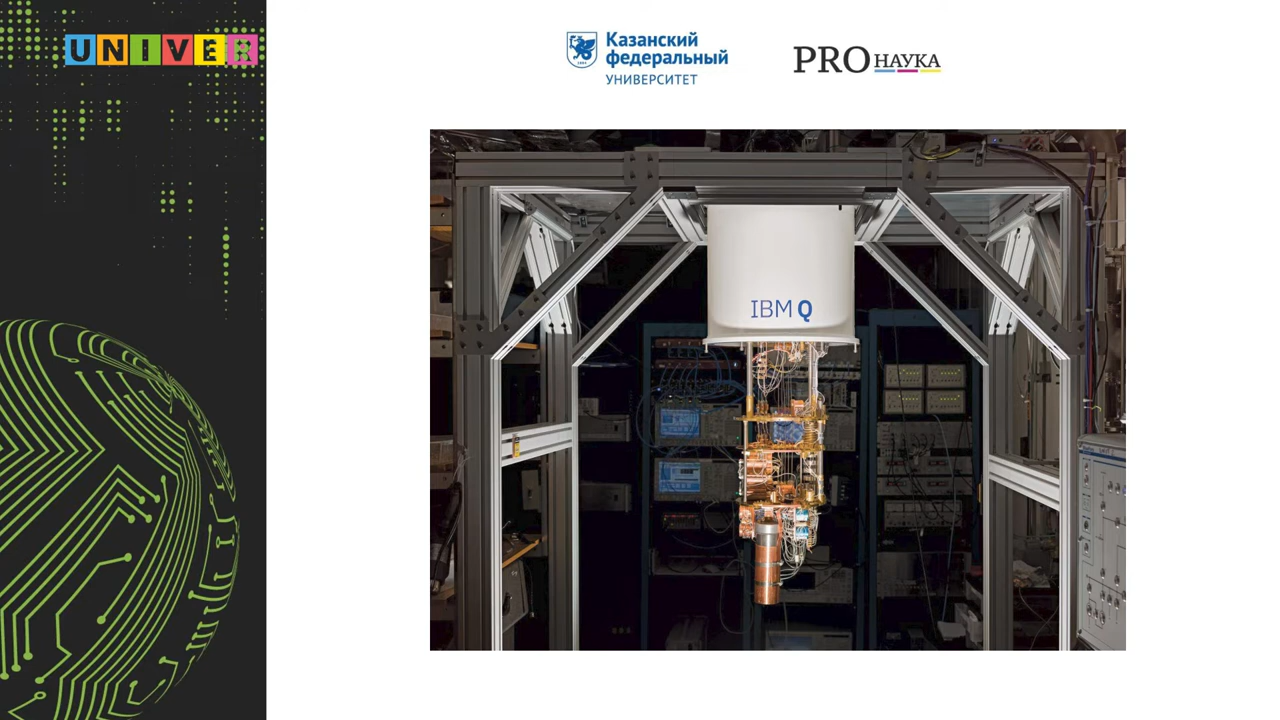 UNIVER
Казанский
федеральный
УНИВЕРСИТЕТ
PRO НАУКА
IBM Q